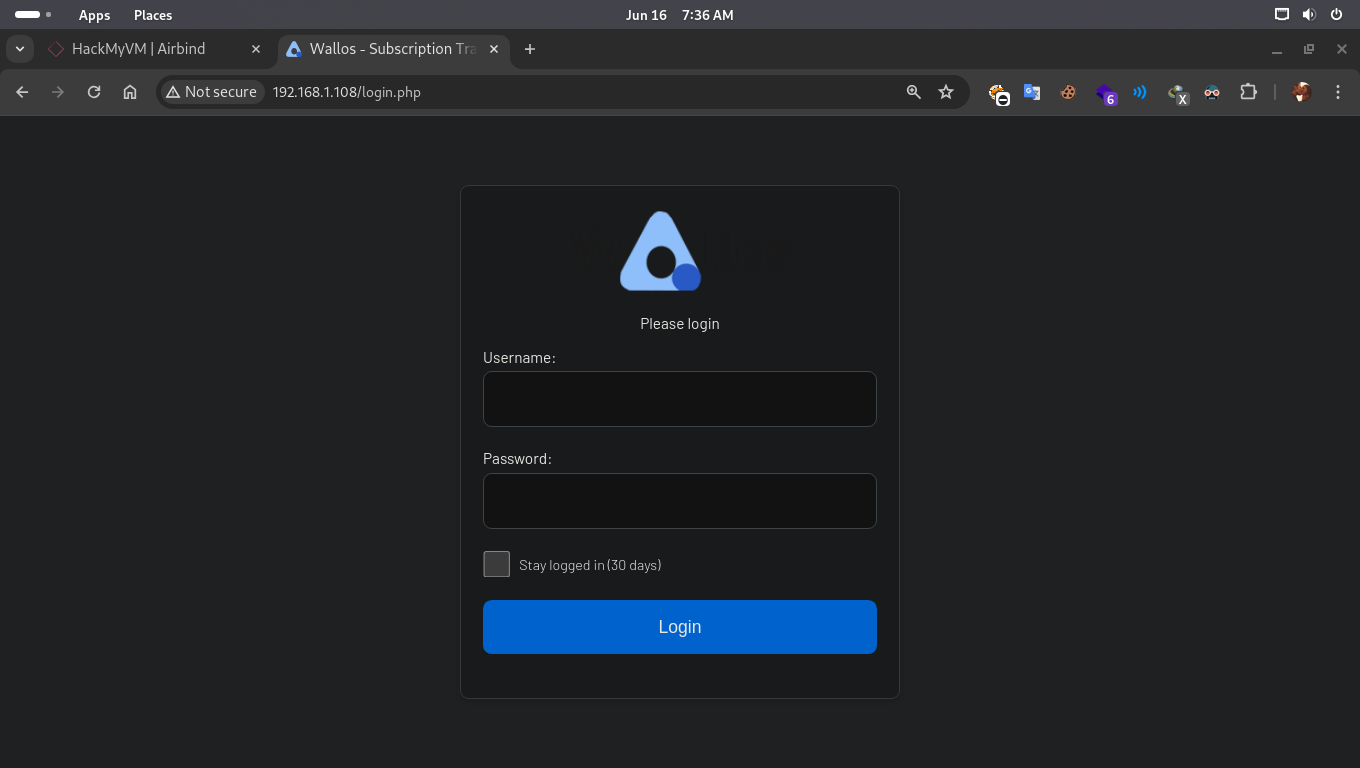 Apps Places Jun 16 7:36 AM
HackMyVM | Airbind Wallos - Subscription Tra
Not secure 192.168.1.108/login.php 6 X
Please login
Username:
Password:
Stay logged in (30 days)
Login